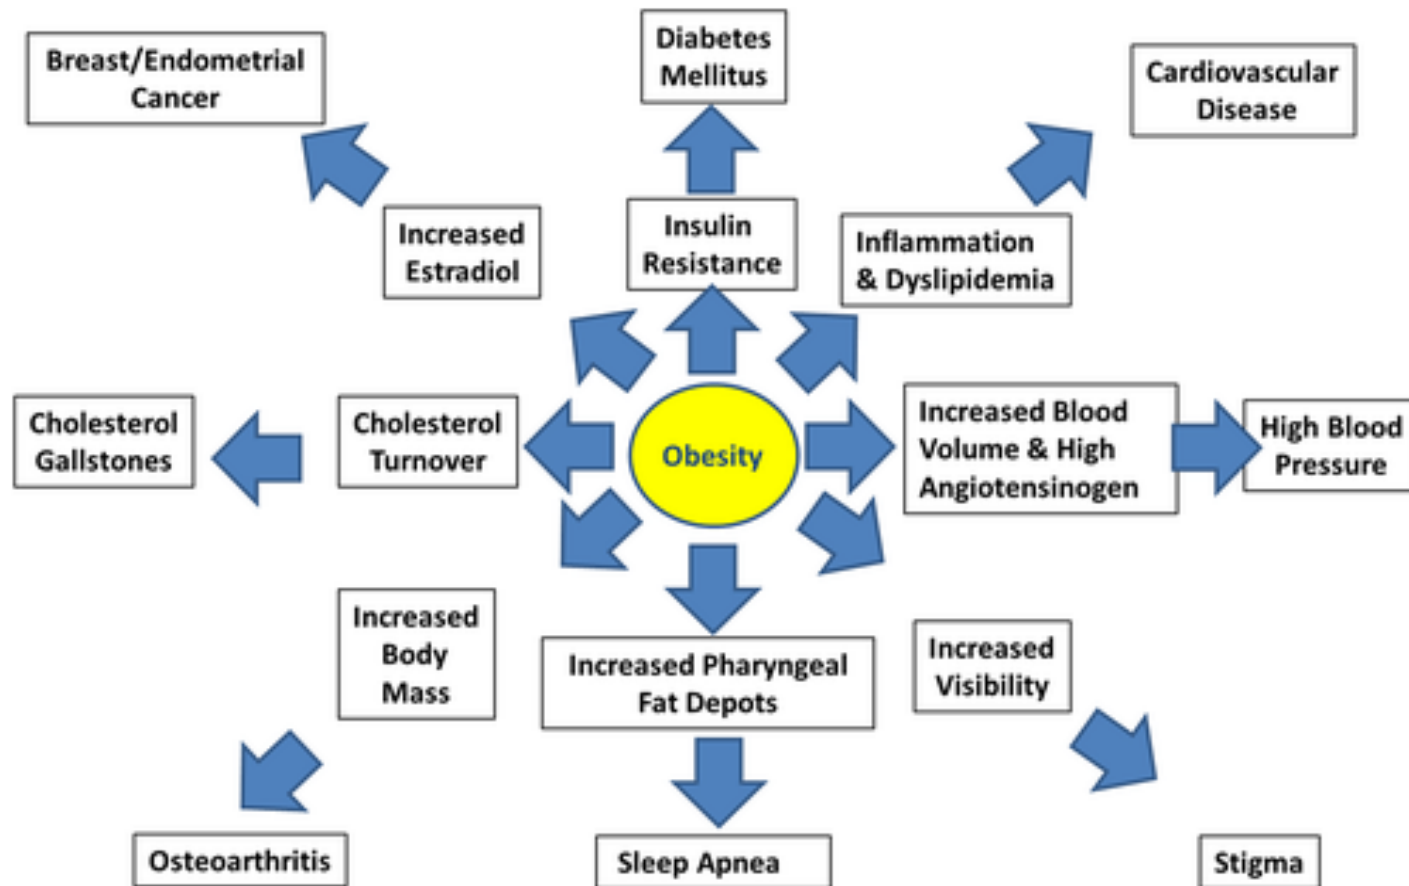 Breast/Endometrial
Cancer
Diabetes
Mellitus
Cardiovascular
Disease
Increased
Estradiol
Insulin
Resistance
Inflammation
& Dyslipidemia
Cholesterol
Gallstones
Cholesterol
Turnover
Obesity
Increased Blood
Volume & High
Angiotensinogen
High Blood
Pressure
Increased
Body
Mass
Increased Pharyngeal
Fat Depots
Increased
Visibility
Osteoarthritis
Sleep Apnea
Stigma